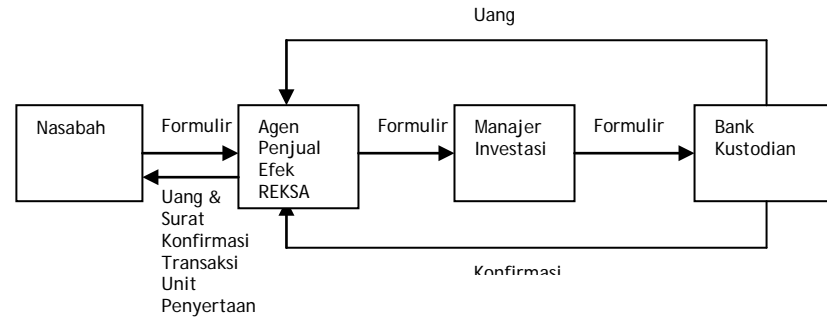 Uang
Nasabah
Formulir
Agen
Penjual
Efek
REKSA
Formulir
Manajer
Investasi
Formulir
Bank
Kustodian
Uang &
Surat
Konfirmasi
Transaksi
Unit
Penyertaan
Konfirmasi